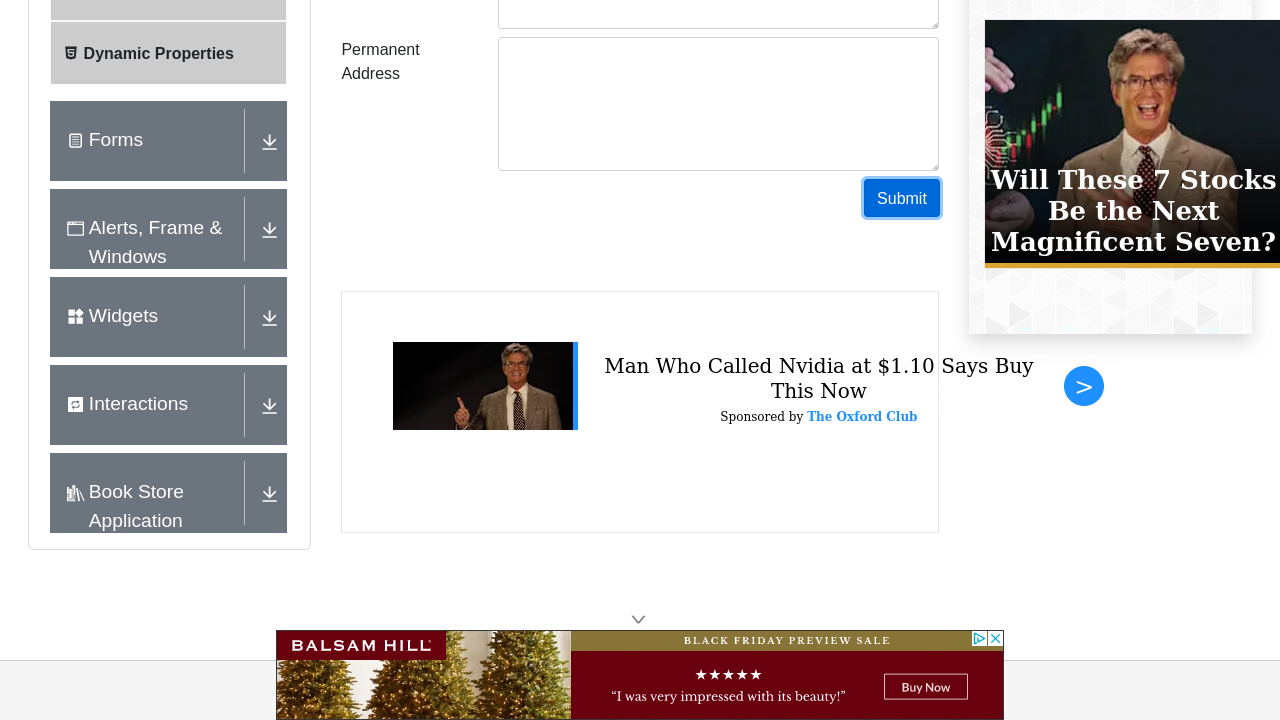 Dynamic Properties
Forms
Alerts, Frame &
Windows
Widgets
Interactions
Book Store
Application
Permanent
Address
Submit
Will These 7 Stocks
Be the Next
Magnificent Seven?
Man Who Called Nvidia at $1.10 Says Buy
This Now
Sponsored by The Oxford Club
>
BALSAM HILL
BLACK FRIDAY PREVIEW SALE
★★★★★
“I was very impressed with its beauty!”
Buy Now